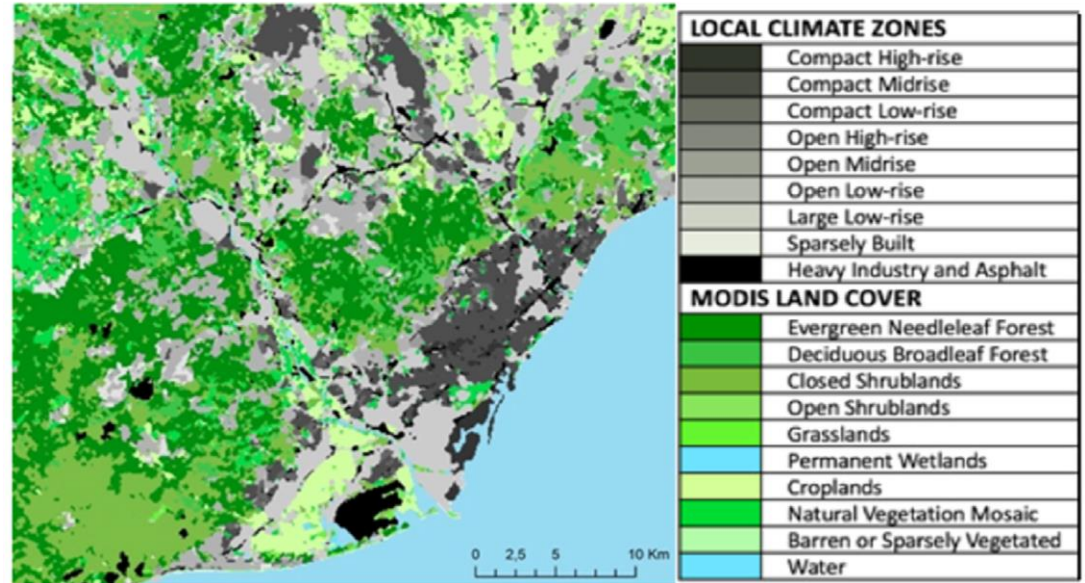 LOCAL CLIMATE ZONES
Compact High-rise
Compact Midrise
Compact Low-rise
Open High-rise
Open Midrise
Open Low-rise
Large Low-rise
Sparsely Built
Heavy Industry and Asphalt
MODIS LAND COVER
Evergreen Needleleaf Forest
Deciduous Broadleaf Forest
Closed Shrublands
Open Shrublands
Grasslands
Permanent Wetlands
Croplands
Natural Vegetation Mosaic
Barren or Sparsely Vegetated
Water
0 2,5 5 10 Km